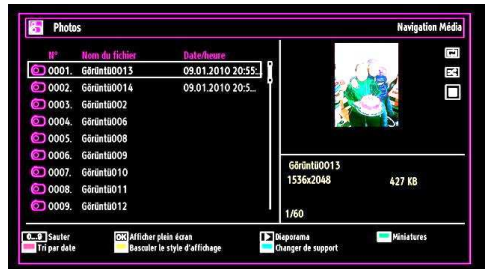 Photos Navigation Média
N° Nom du fichier Date/heure
0001. Görüntü0013 09.01.2010 20:55:..
0002. Görüntü0014 09.01.2010 20:5...
0003. Görüntü002
0004. Görüntü006
0005. Görüntü008
0006. Görüntü009
0007. Görüntü010
0008. Görüntü011
0009. Görüntü012
Görüntü0013
1536x2048 427 KB
1/60
0...9 Sauter OK Afficher plein écran Diaporama Miniatures
Tri par date Basculer le style d'affichage Changer de support